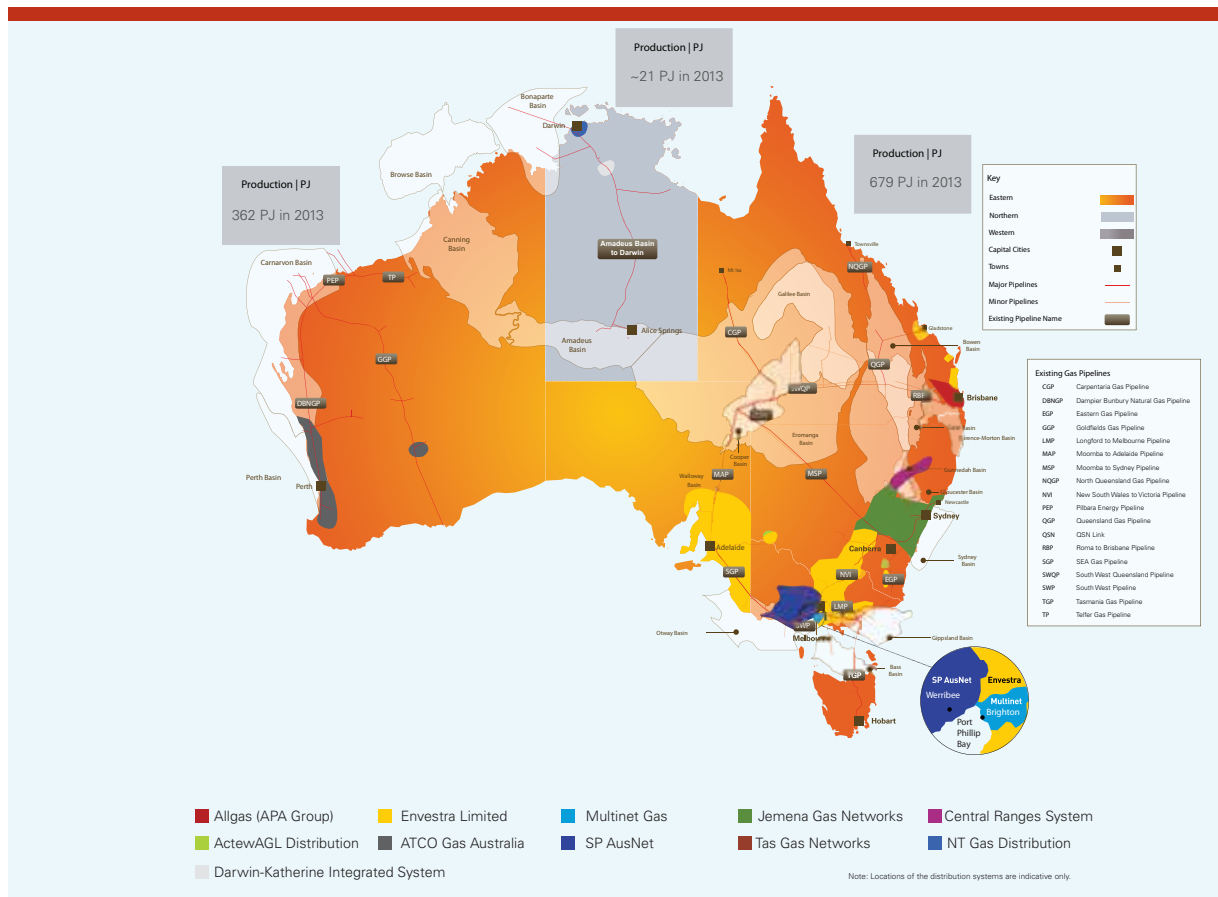 Production | PJ
~21 PJ in 2013
Production | PJ
679 PJ in 2013
Production | PJ
362 PJ in 2013
Bonaparte
Basin
Darwin
Browse Basin
Canning
Basin
Carnarvon Basin
PEP
TP
Amadeus Basin
to Darwin
Townsville
NQGP
Galilee Basin
Alice Springs
Amadeus
Basin
CGP
GGP
Gladstone
Bowen
Basin
QGP
SWQP
RBP
Brisbane
DBNGP
Basin
Eromanga
Basin
Cooper
Basin
Gunnedah Basin
Walloway
Basin
MAP
MSP
Perth Basin
Perth
Gloucester Basin
Newcastle
Sydney
Adelaide
Canberra
Sydney
Basin
SGP
NVI
EGP
LMP
SWP
Otway Basin
Melbourne
Gippsland Basin
Bass
Basin
TGP
Hobart
SP AusNet
Werribee
Envestra
Multinet
Brighton
Port
Phillip
Bay
Key
Eastern
Northern
Western
Capital Cities
Towns
Major Pipelines
Minor Pipelines
Existing Pipeline Name
Existing Gas Pipelines
CGP Carpentaria Gas Pipeline
DBNGP Dampier Bunbury Natural Gas Pipeline
EGP Eastern Gas Pipeline
GGP Goldfields Gas Pipeline
LMP Longford to Melbourne Pipeline
MAP Moomba to Adelaide Pipeline
MSP Moomba to Sydney Pipeline
NQGP North Queensland Gas Pipeline
NVI New South Wales to Victoria Pipeline
PEP Pilbara Energy Pipeline
QGP Queensland Gas Pipeline
QSN QSN Link
RBP Roma to Brisbane Pipeline
SGP SEA Gas Pipeline
SWQP South West Queensland Pipeline
SWP South West Pipeline
TGP Tasmania Gas Pipeline
TP Telfer Gas Pipeline
Allgas (APA Group)
Envestra Limited
Multinet Gas
Jemena Gas Networks
Central Ranges System
ActewAGL Distribution
ATCO Gas Australia
SP AusNet
Tas Gas Networks
NT Gas Distribution
Darwin-Katherine Integrated System
Note: Locations of the distribution systems are indicative only.